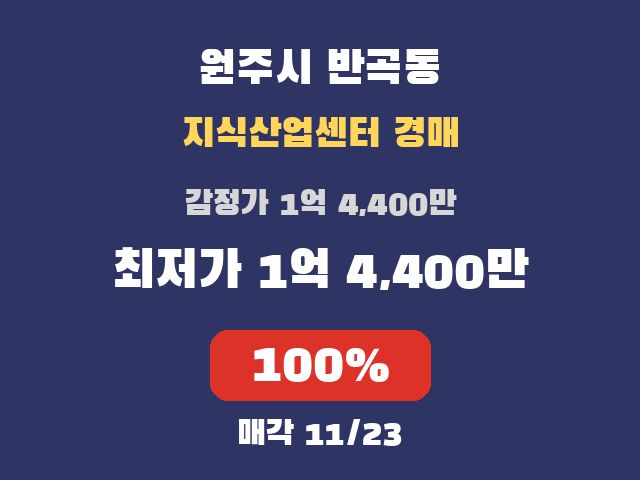 원주시 반곡동
지식산업센터 경매
감정가 1억 4,400만
최저가 1억 4,400만
100%
매각 11/23